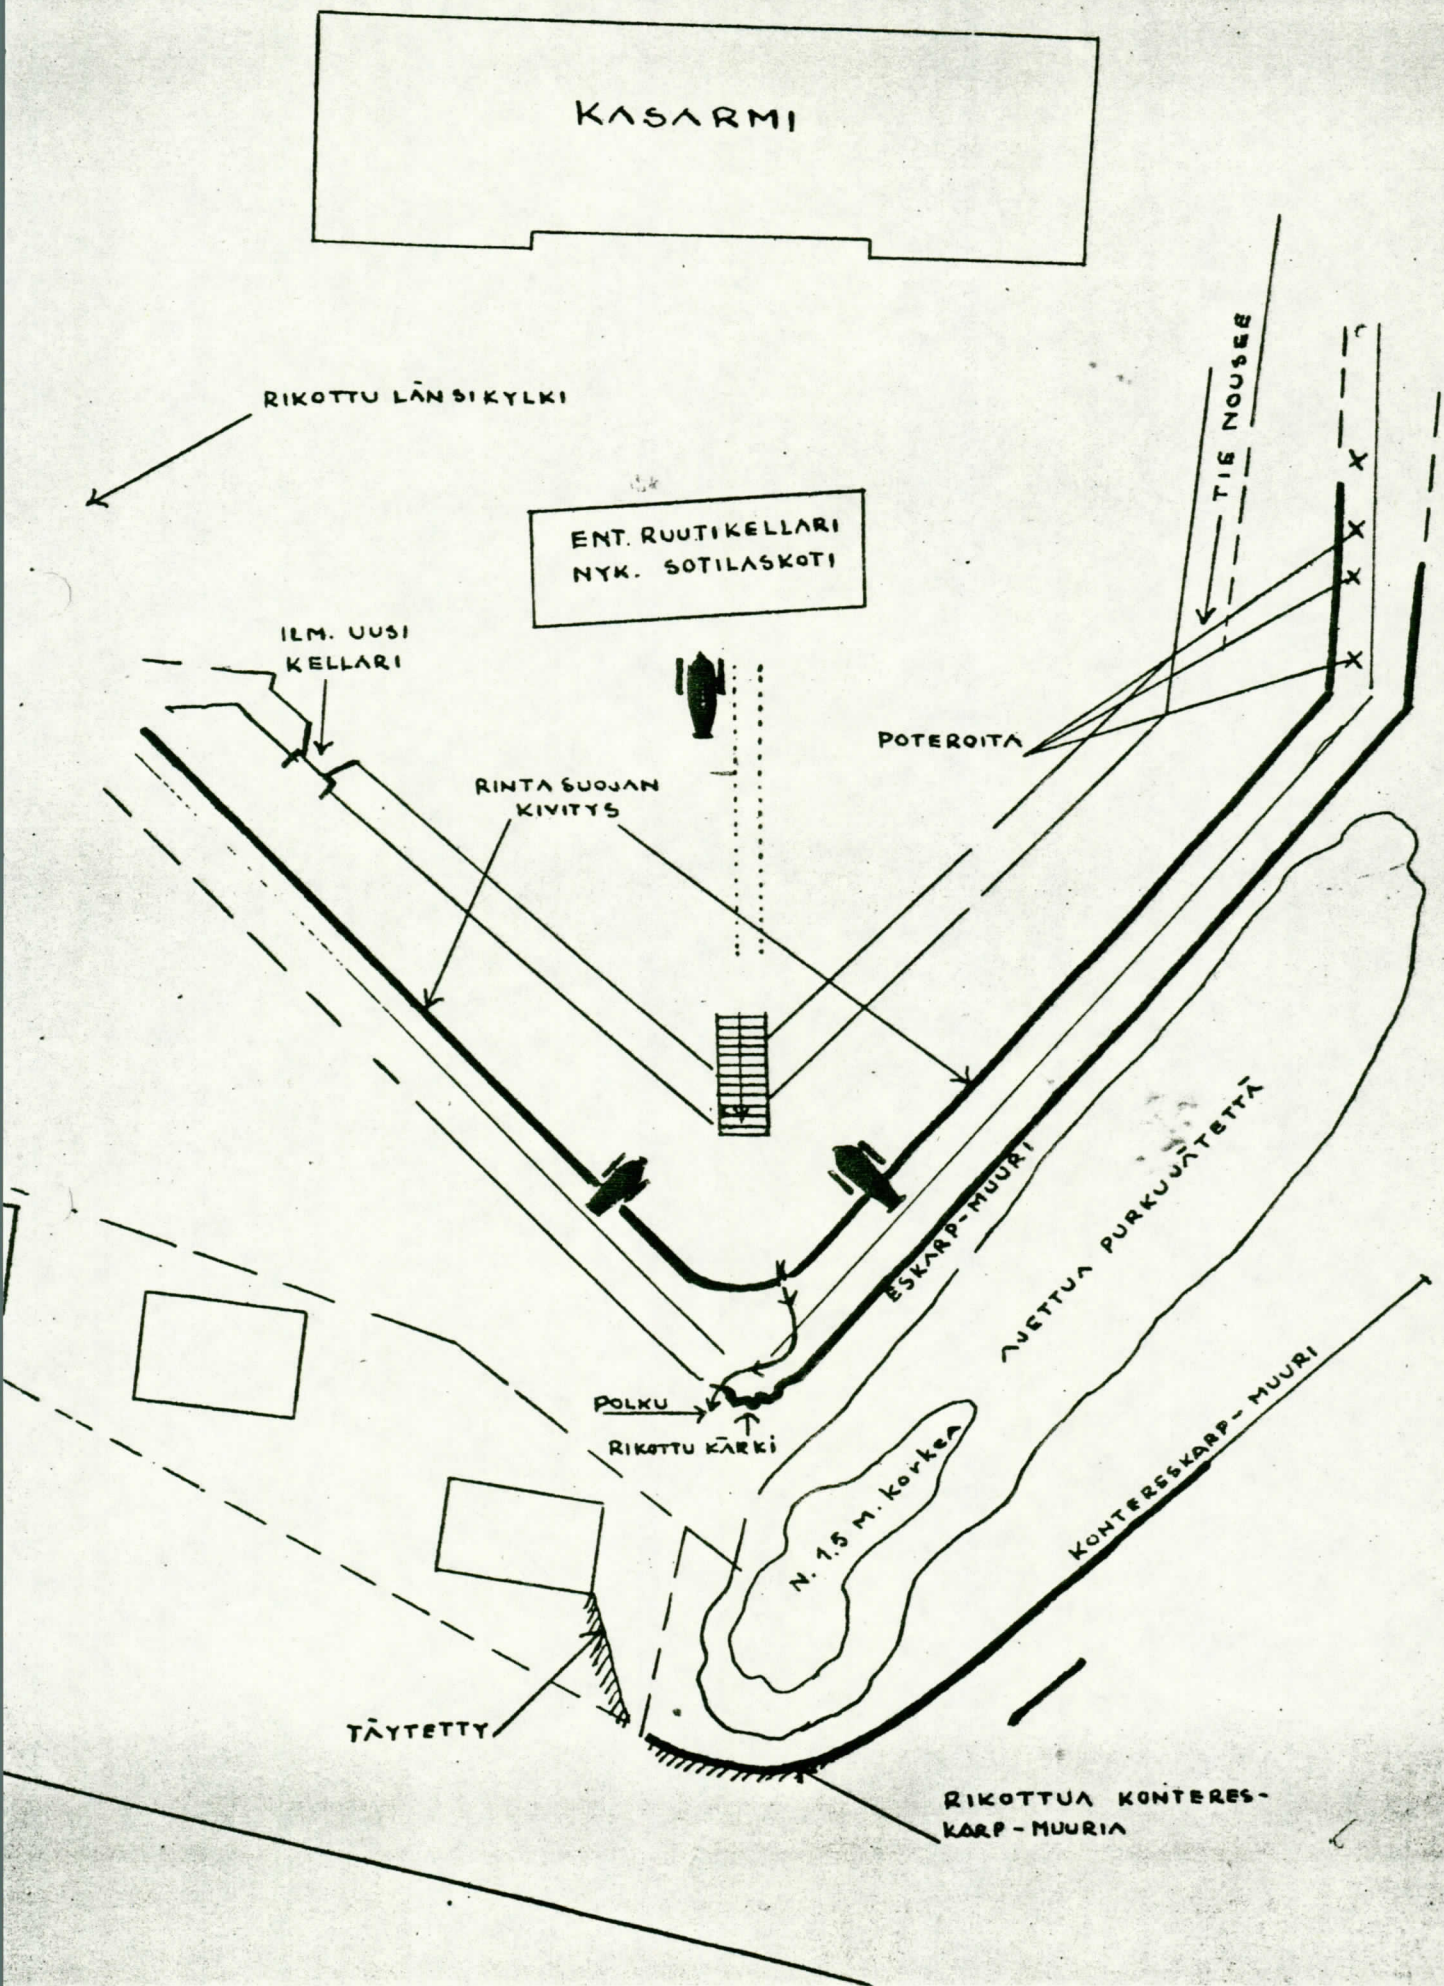 KASARMI
TIE NOUSEE
RIKOTTU LÄNSIKYLKI
ENT. RUUTIKELLARI
NYK. SOTILASKOTI
ILM. UUSI
KELLARI
POTEROITA
RINTASUOJAN
KIVITYS
ESKARP-MUURI
AJETTUA PURKUJÄTETTÄ
POLKU
RIKOTTU KÄRKI
N. 1.5 M. KORKEA
KONTERESKARP-MUURI
TÄYTETTY
RIKOTTUA KONTERES-
KARP-MUURIA